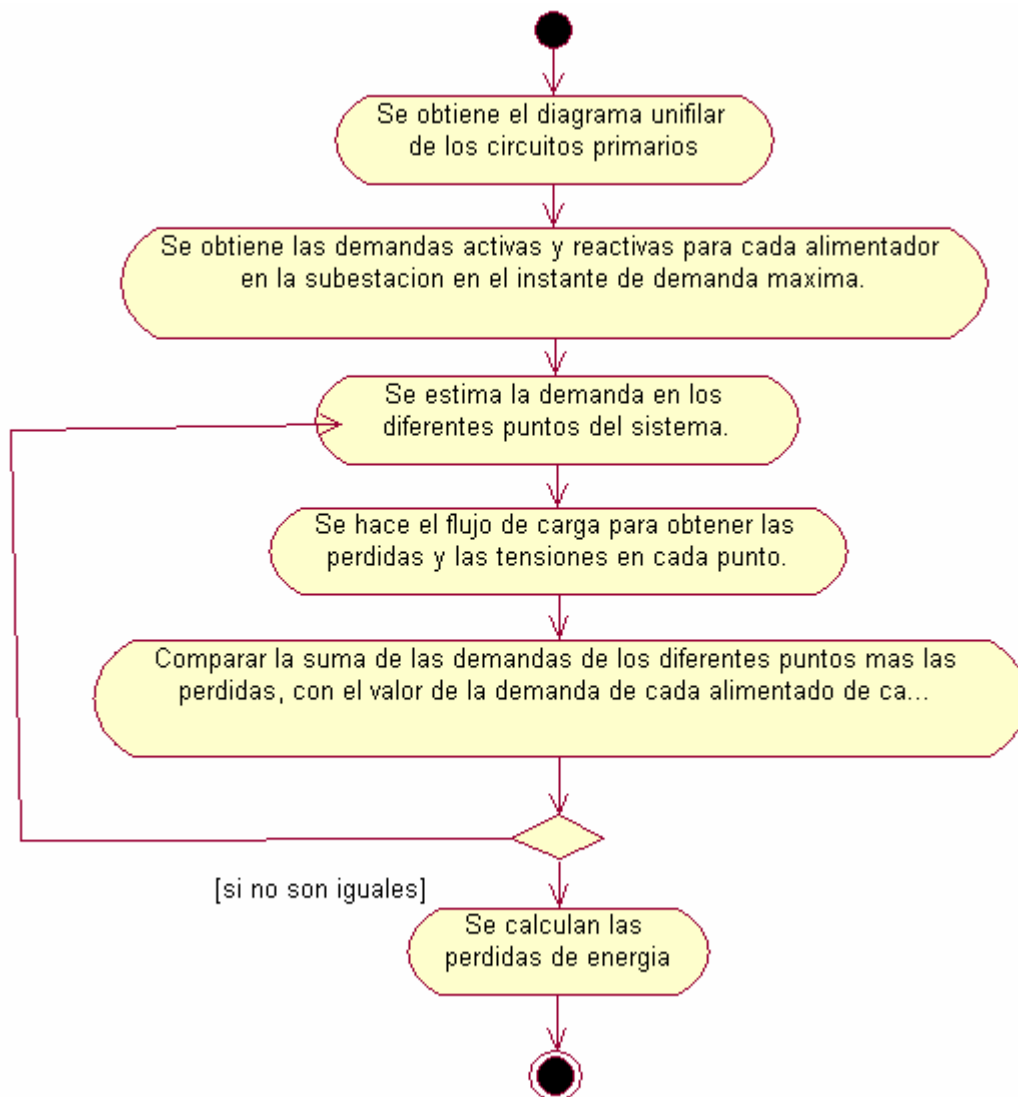 Se obtiene el diagrama unifilar
de los circuitos primarios
Se obtiene las demandas activas y reactivas para cada alimentador
en la subestacion en el instante de demanda maxima.
Se estima la demanda en los
diferentes puntos del sistema.
Se hace el flujo de carga para obtener las
perdidas y las tensiones en cada punto.
Comparar la suma de las demandas de los diferentes puntos mas las
perdidas, con el valor de la demanda de cada alimentado de ca...
[si no son iguales]
Se calculan las
perdidas de energia